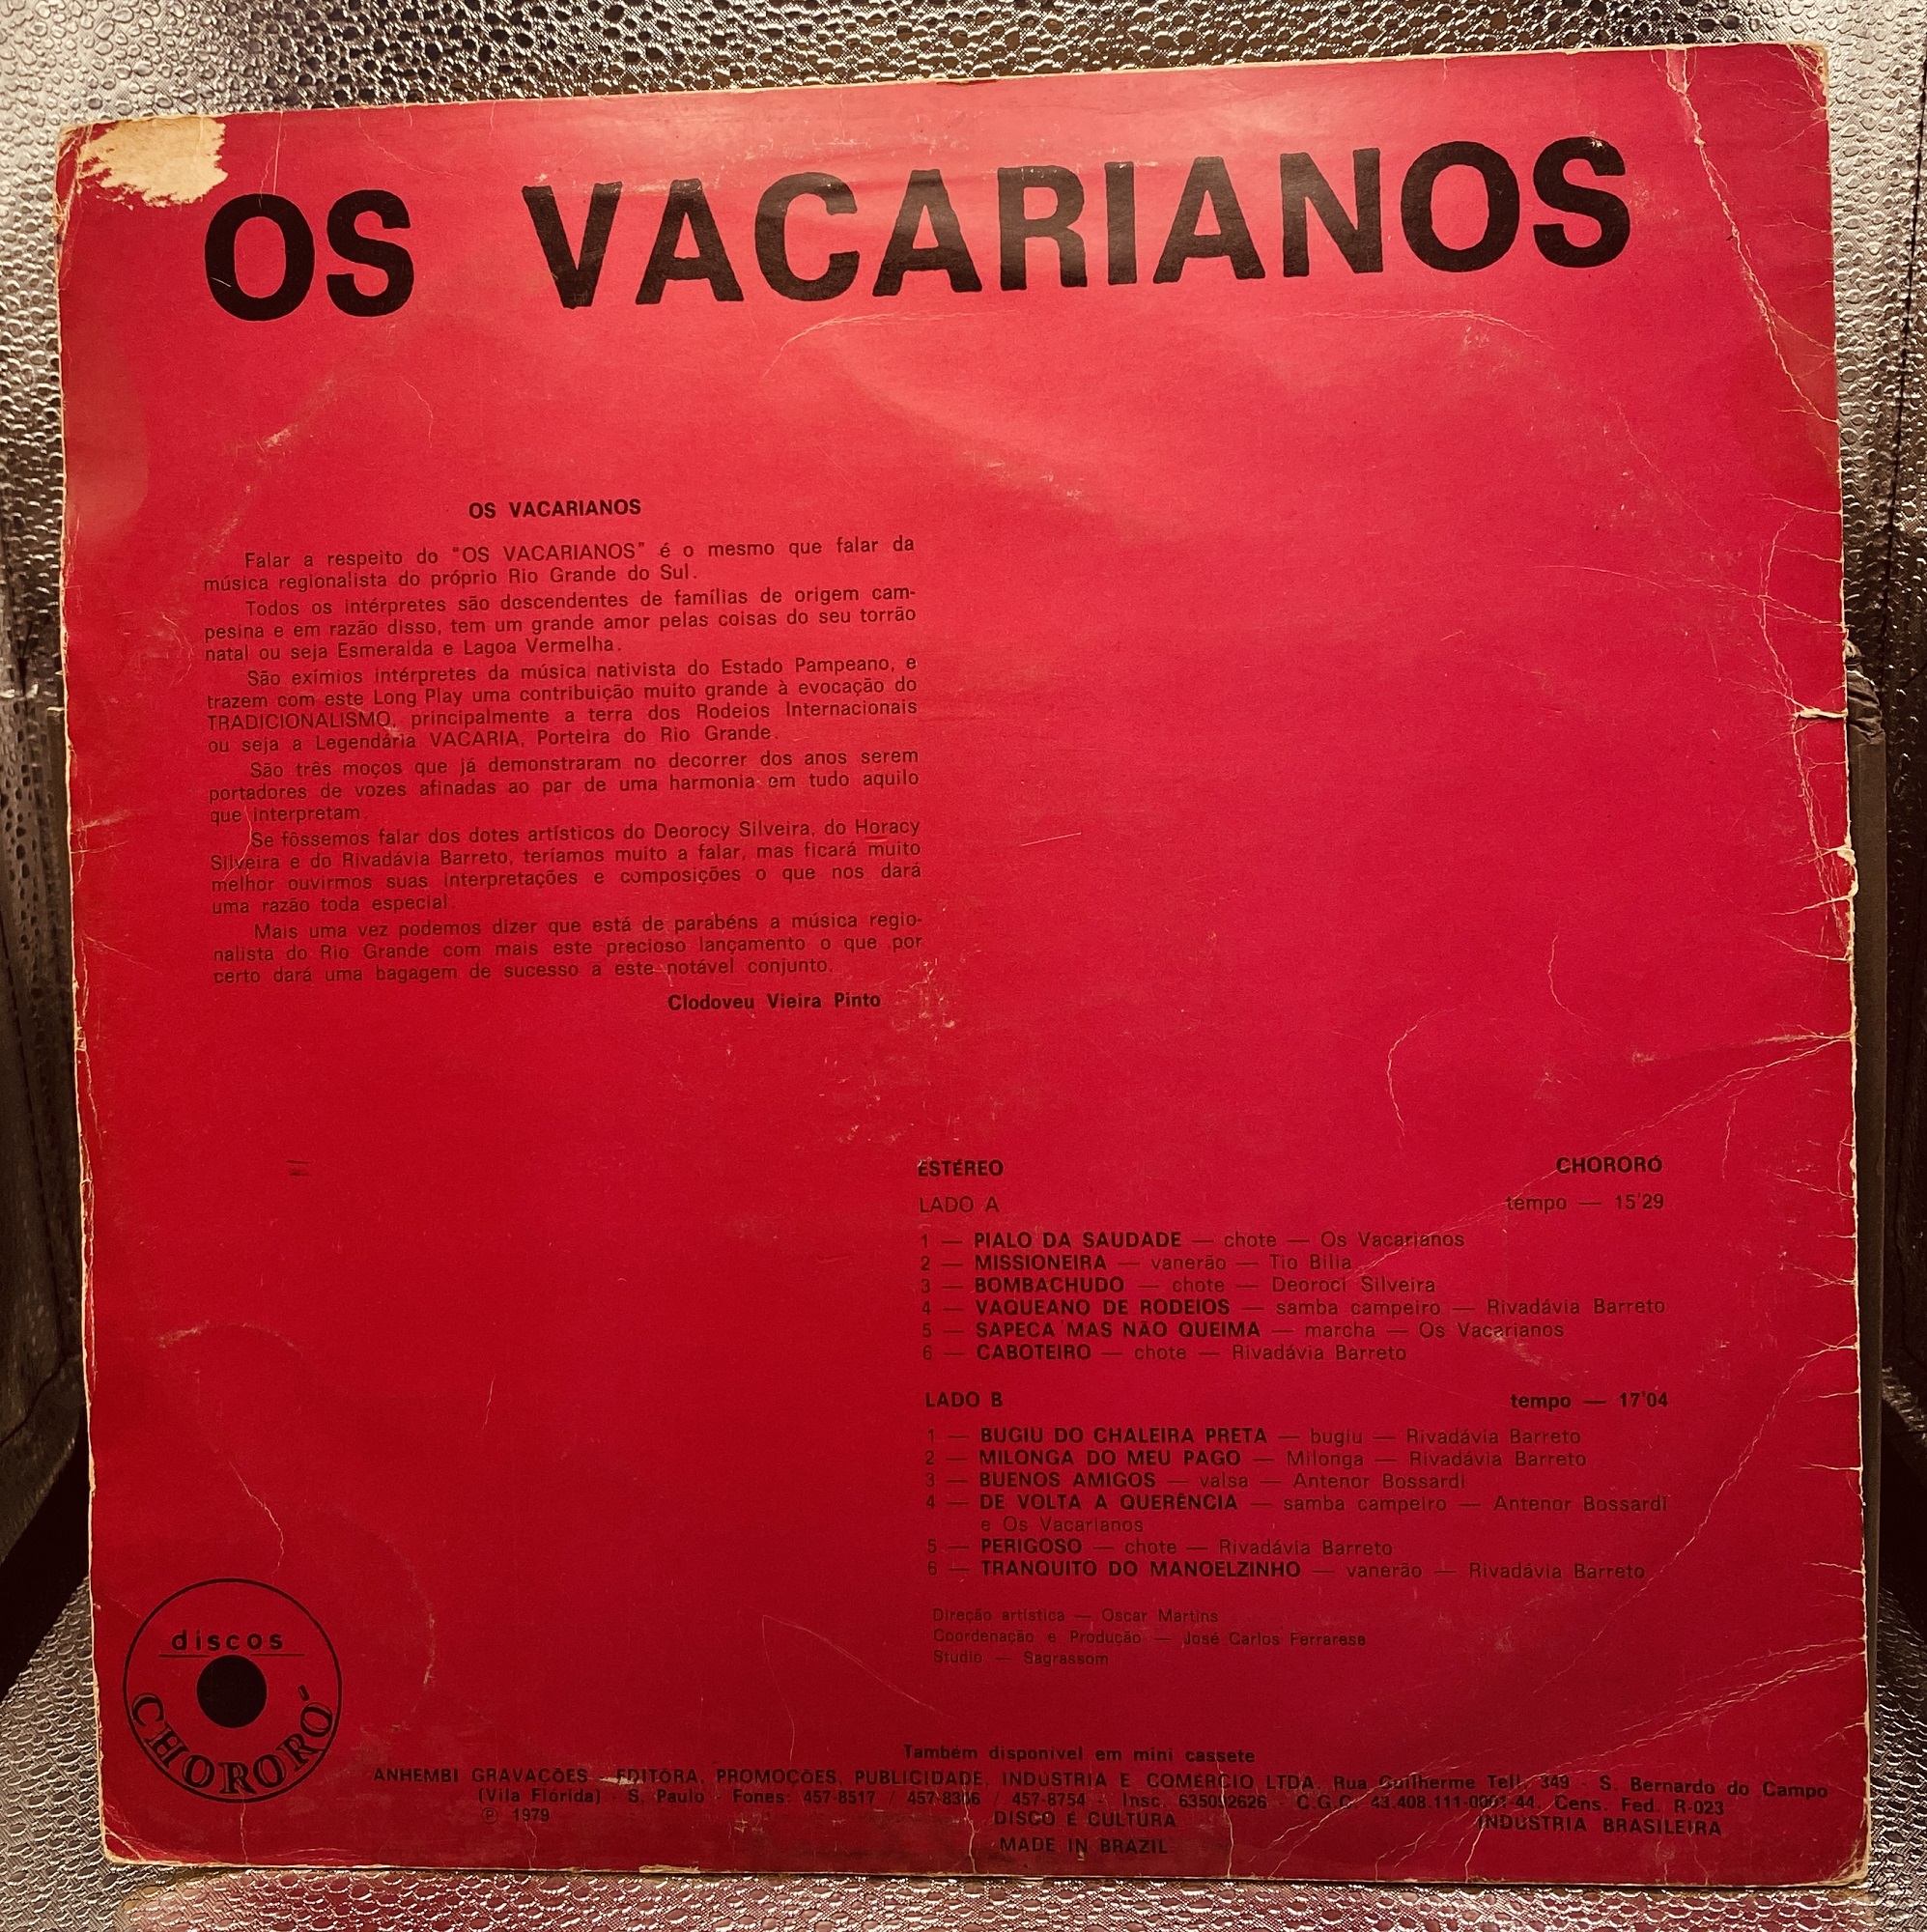 OS VACARIANOS
OS VACARIANOS
Falar a respeito do "OS VACARIANOS" é o mesmo que falar da
música regionalista do próprio Rio Grande do Sul.
Todos os intérpretes são descendentes de famílias de origem cam-
pesina e em razão disso, tem um grande amor pelas coisas do seu torrão
natal ou seja Esmeralda e Lagoa Vermelha.
São exímios intérpretes da música nativista do Estado Pampeano, e
trazem com este Long Play uma contribuição muito grande à evocação do
TRADICIONALISMO, principalmente a terra dos Rodeios Internacionais
ou seja a Legendária VACARIA, Porteira do Rio Grande.
São três moços que já demonstraram no decorrer dos anos serem
portadores de vozes afinadas ao par de uma harmonia em tudo aquilo
que interpretam.
Se fôssemos falar dos dotes artísticos do Deorocy Silveira, do Horacy
Silveira e do Rivadávia Barreto, teríamos muito a falar, mas ficará muito
melhor ouvirmos suas interpretações e composições o que nos dará
uma razão toda especial.
Mais uma vez podemos dizer que está de parabéns a música regio-
nalista do Rio Grande com mais este precioso lançamento o que por
certo dará uma bagagem de sucesso a este notável conjunto.
Clodoveu Vieira Pinto
ESTÉREO CHORORÓ
LADO A tempo — 15'29
1 — PIALO DA SAUDADE — chote — Os Vacarianos
2 — MISSIONEIRA — vanerão — Tio Bilia
3 — BOMBACHUDO — chote — Deoroci Silveira
4 — VAQUEANO DE RODEIOS — samba campeiro — Rivadávia Barreto
5 — SAPECA MAS NÃO QUEIMA — marcha — Os Vacarianos
6 — CABOTEIRO — chote — Rivadávia Barreto
LADO B tempo — 17'04
1 — BUGIU DO CHALEIRA PRETA — bugiu — Rivadávia Barreto
2 — MILONGA DO MEU PAGO — Milonga — Rivadávia Barreto
3 — BUENOS AMIGOS — valsa — Antenor Bossardi
4 — DE VOLTA A QUERÊNCIA — samba campeiro — Antenor Bossardi
e Os Vacarianos
5 — PERIGOSO — chote — Rivadávia Barreto
6 — TRANQUITO DO MANOELZINHO — vanerão — Rivadávia Barreto
Direção artística — Oscar Martins
Coordenação e Produção — José Carlos Ferrarese
Studio — Sagrassom
discos
CHORORÓ
Também disponível em mini cassete
ANHEMBI GRAVAÇÕES — EDITÔRA, PROMOÇÕES, PUBLICIDADE, INDÚSTRIA E COMÉRCIO LTDA. Rua Guilherme Tell, 349 - S. Bernardo do Campo
(Vila Flórida) - S. Paulo - Fones: 457-8517 / / 457-8754 - Insc. - C.G.C. Cens. Fed. R-023
℗ 1979 DISCO É CULTURA INDÚSTRIA BRASILEIRA
MADE IN BRAZIL